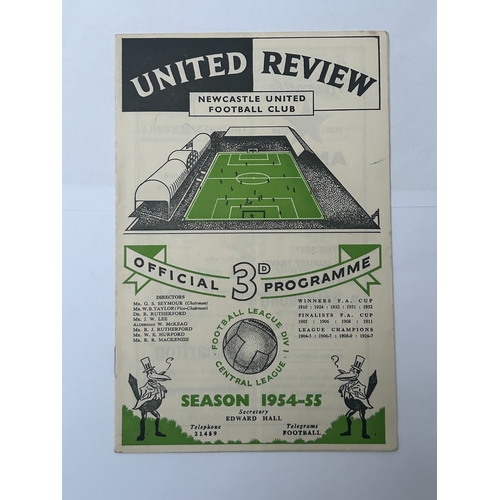 UNITED REVIEW
NEWCASTLE UNITED
FOOTBALL CLUB
OFFICIAL 3D PROGRAMME
DIRECTORS
Mr. G. S. SEYMOUR (Chairman)
Mr. W. B. TAYLOR (Vice-Chairman)
Dr. R. RUTHERFORD
Mr. J. W. LEE
Alderman W. McKEAG
Mr. R. J. RUTHERFORD
Mr. W. E. HURFORD
Mr. R. R. MACKENZIE
WINNERS F.A. CUP
1910 : 1924 : 1932 : 1951 : 1952
FINALISTS F.A. CUP
1905 : 1906 : 1908 : 1911
LEAGUE CHAMPIONS
1904-5 : 1906-7 : 1908-9 : 1926-7
FOOTBALL LEAGUE DIV I
CENTRAL LEAGUE
SEASON 1954-55
Secretary
EDWARD HALL
Telephone
21489
Telegrams
FOOTBALL